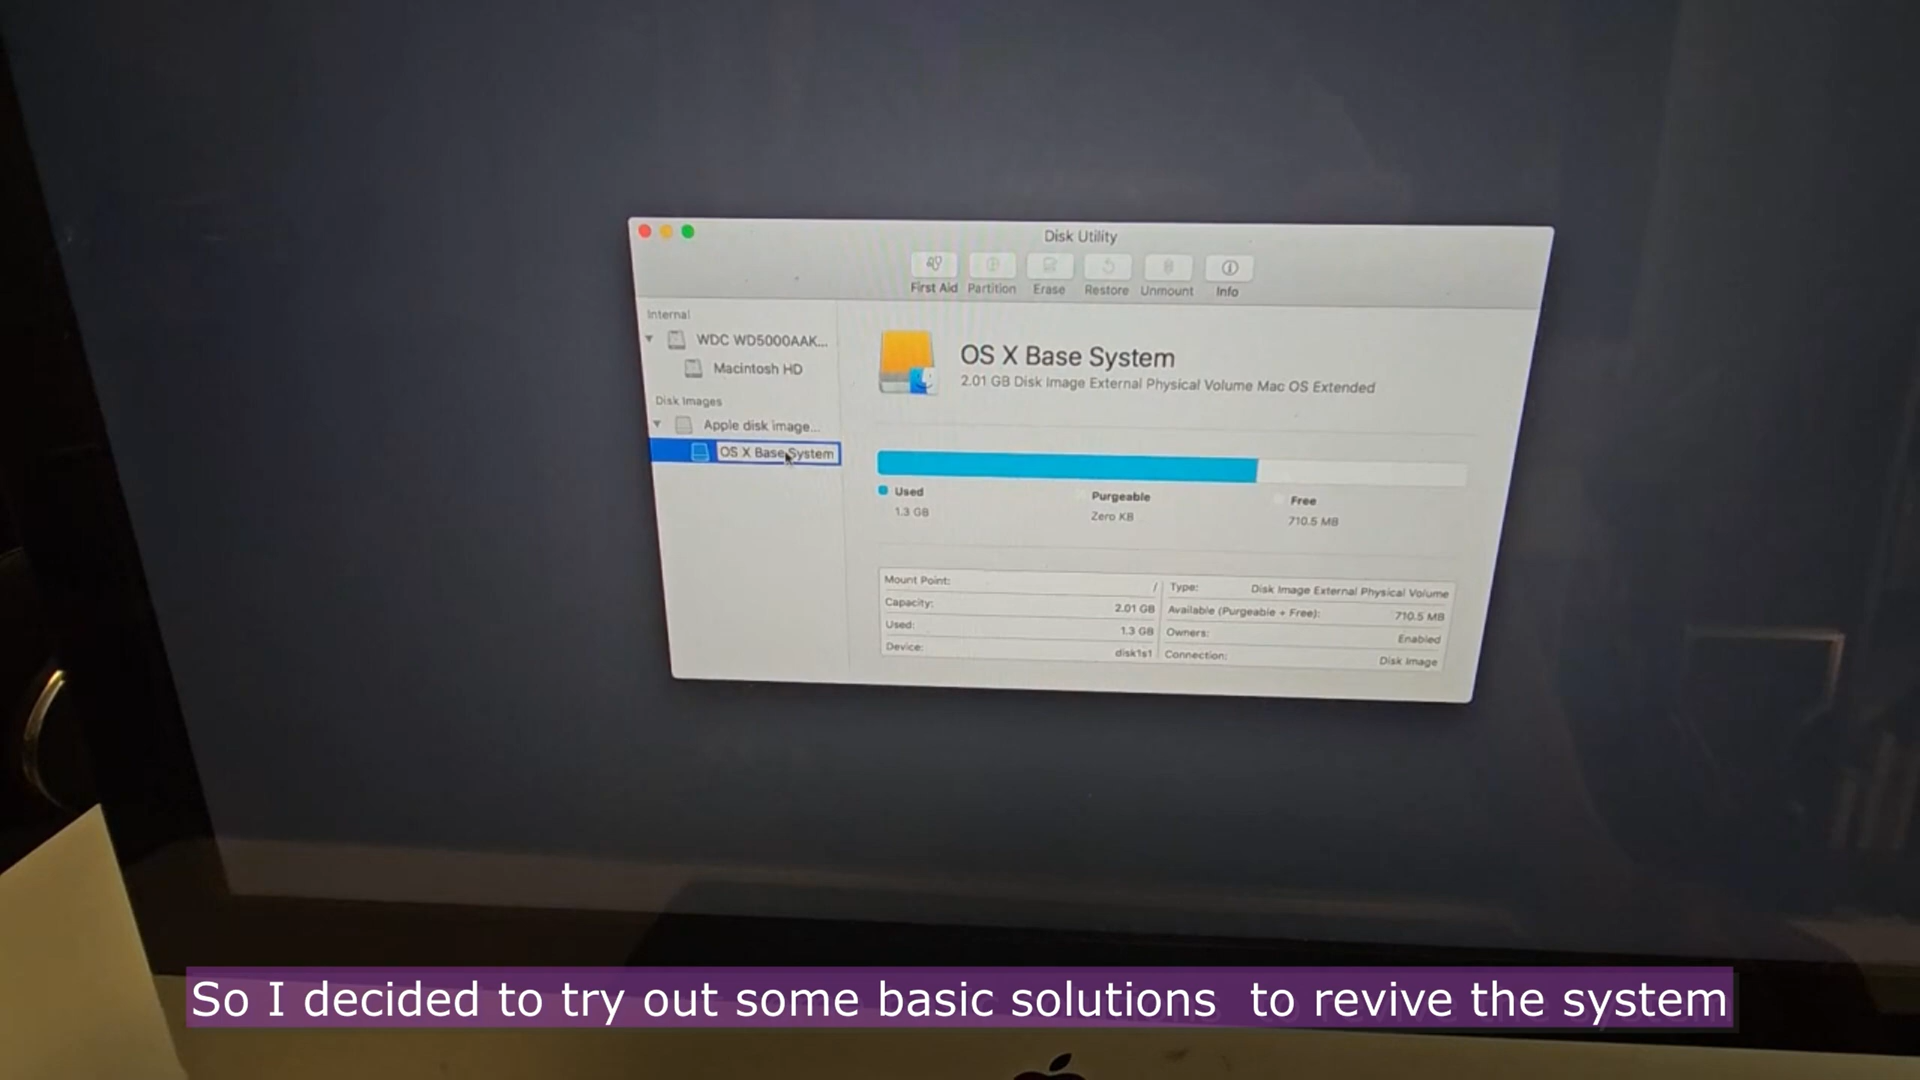 Disk Utility
First Aid Partition Erase Restore Unmount Info
Internal
WDC WD5000AAK...
Macintosh HD
Disk Images
Apple disk image...
OS X Base System
OS X Base System
2.01 GB Disk Image External Physical Volume Mac OS Extended
Used
1.3 GB
Purgeable
Zero KB
Free
710.5 MB
Mount Point: /
Capacity: 2.01 GB
Used: 1.3 GB
Device: disk1s1
Type: Disk Image External Physical Volume
Available (Purgeable + Free): 710.5 MB
Owners: Enabled
Connection: Disk Image
So I decided to try out some basic solutions to revive the system